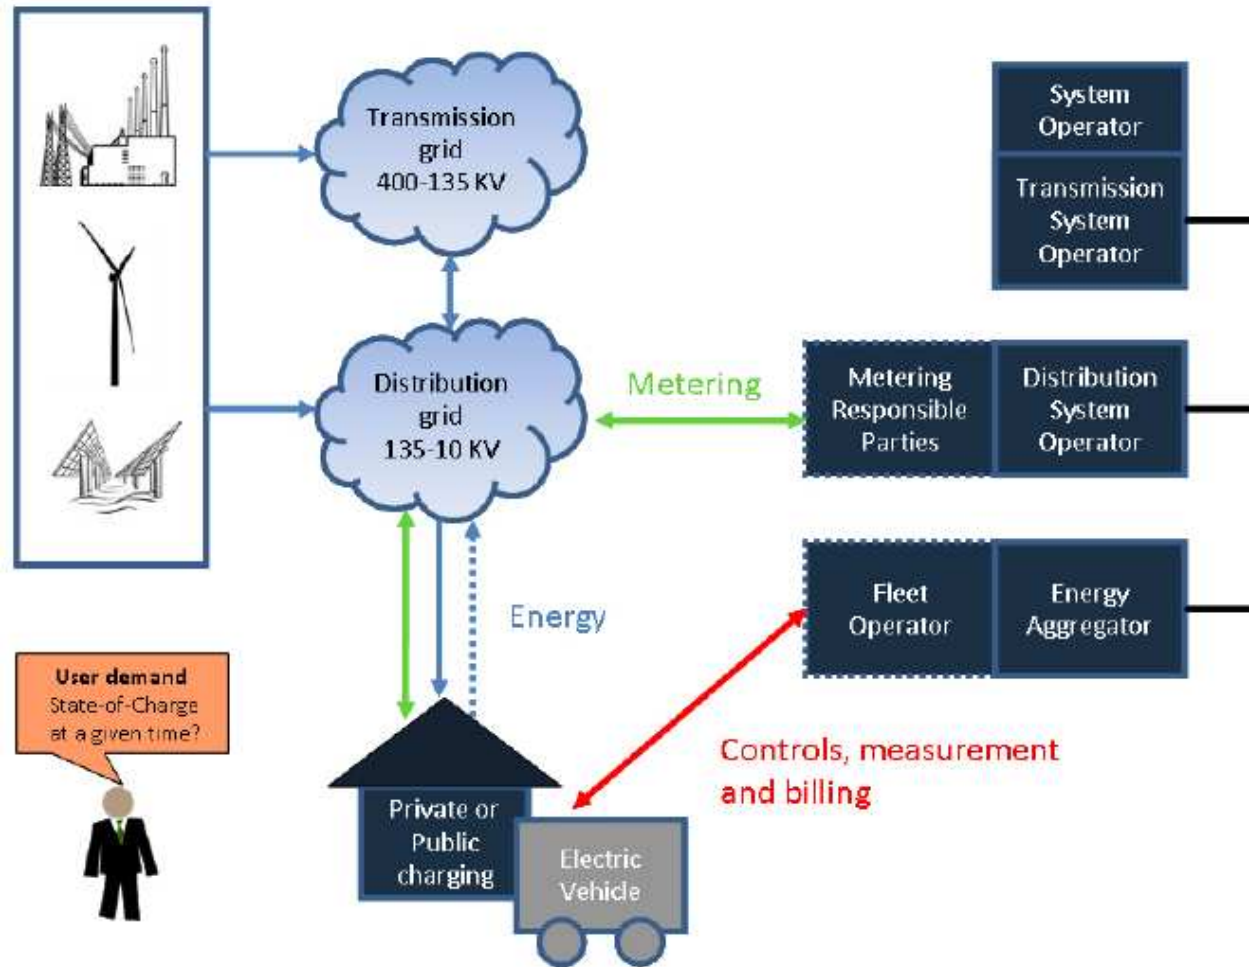 Transmission
grid
400-135 KV
System
Operator
Transmission
System
Operator
Distribution
grid
135-10 KV
Metering
Metering
Responsible
Parties
Distribution
System
Operator
Energy
Fleet
Operator
Energy
Aggregator
User demand
State-of-Charge
at a given time?
Controls, measurement
and billing
Private or
Public
charging
Electric
Vehicle